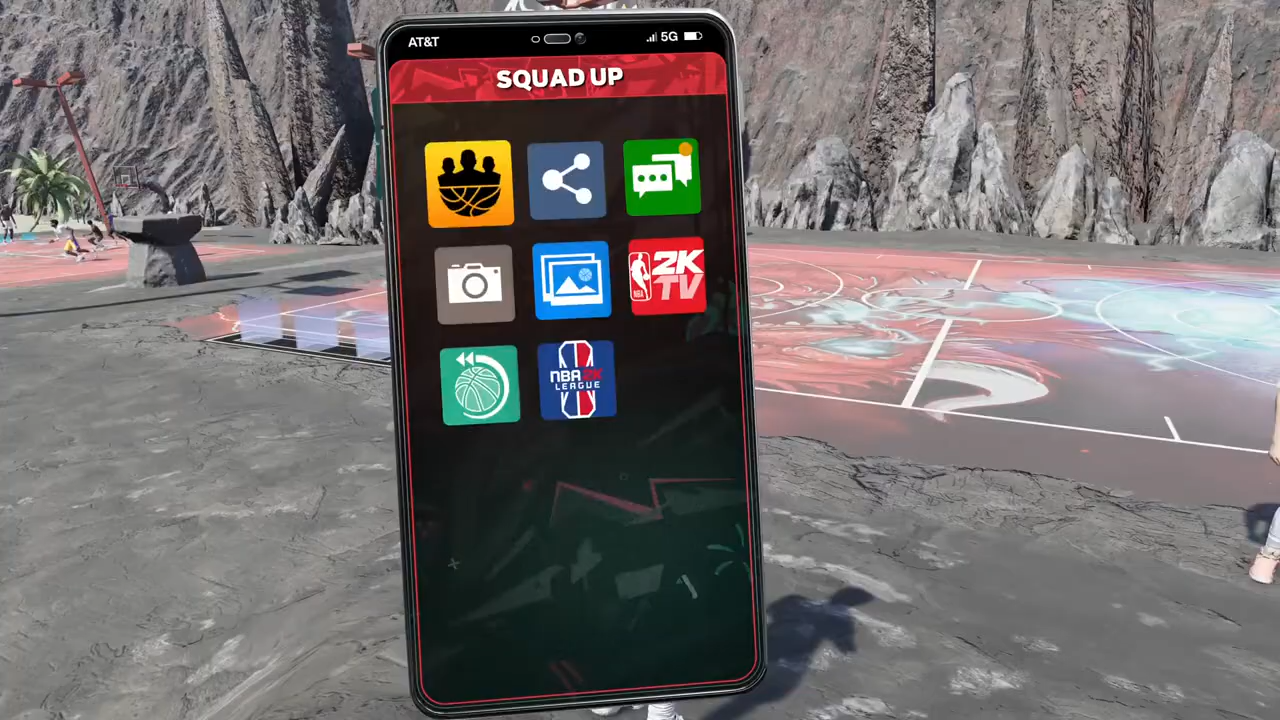 AT&T
5G
SQUAD UP
2K
TV
NBA
NBA 2K
LEAGUE